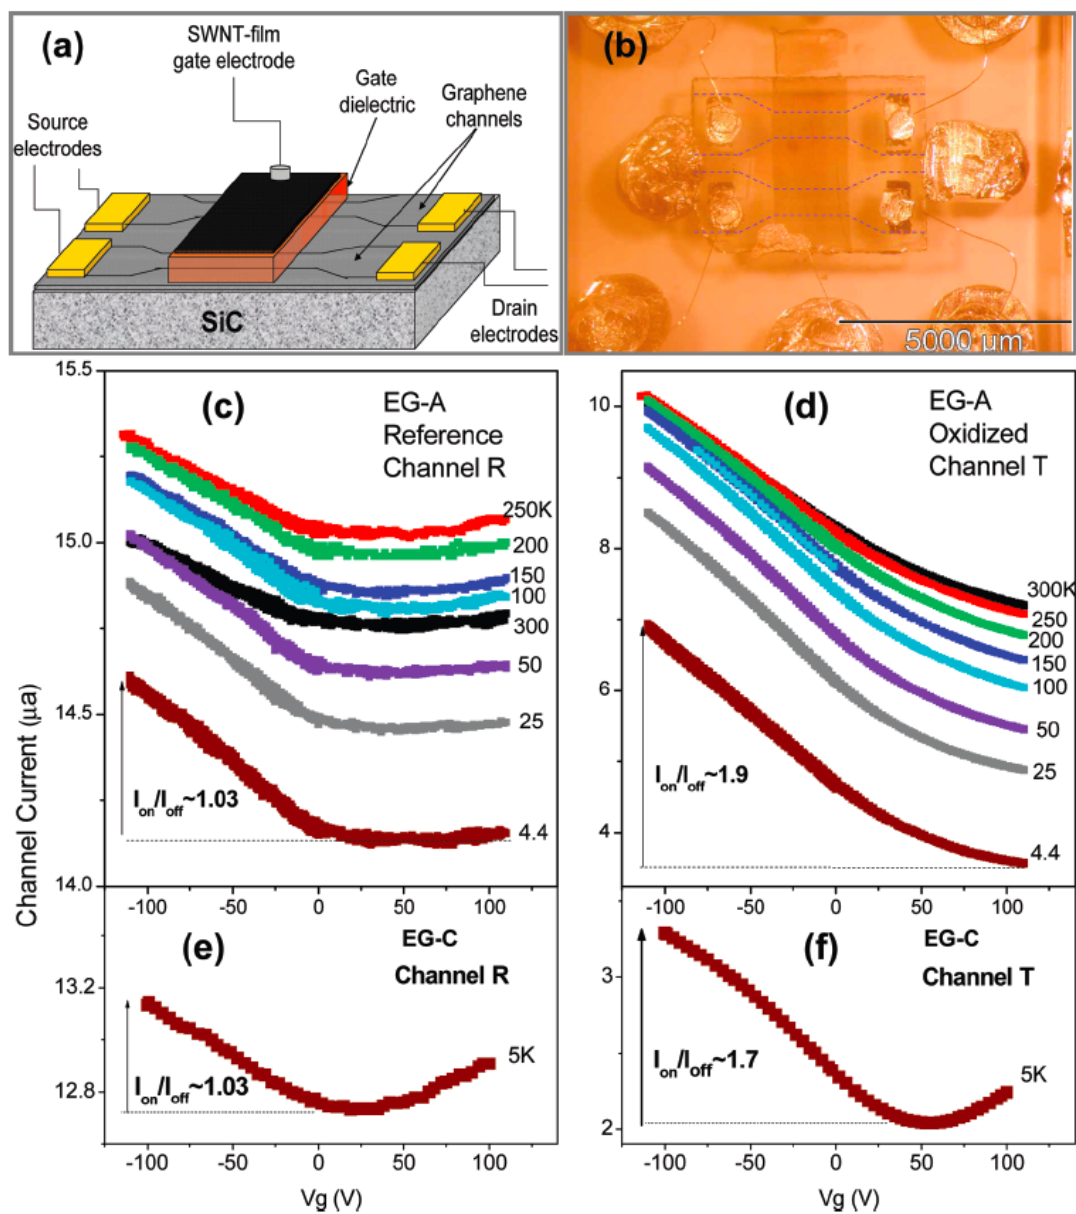 (a)
SWNT-film
gate electrode
Gate
dielectric
Graphene
channels
Source
electrodes
SiC
Drain
electrodes
(b)
5000 µm
Channel Current (µa)
15.5
15.0
14.5
14.0
(c)
EG-A
Reference
Channel R
250K
200
150
100
300
50
25
4.4
Ion/Ioff~1.03
-100 -50 0 50 100
10
8
6
4
(d)
EG-A
Oxidized
Channel T
300K
250
200
150
100
50
25
4.4
Ion/Ioff~1.9
-100 -50 0 50 100
13.2
12.8
(e)
EG-C
Channel R
5K
Ion/Ioff~1.03
-100 -50 0 50 100
Vg (V)
3
2
(f)
EG-C
Channel T
5K
Ion/Ioff~1.7
-100 -50 0 50 100
Vg (V)